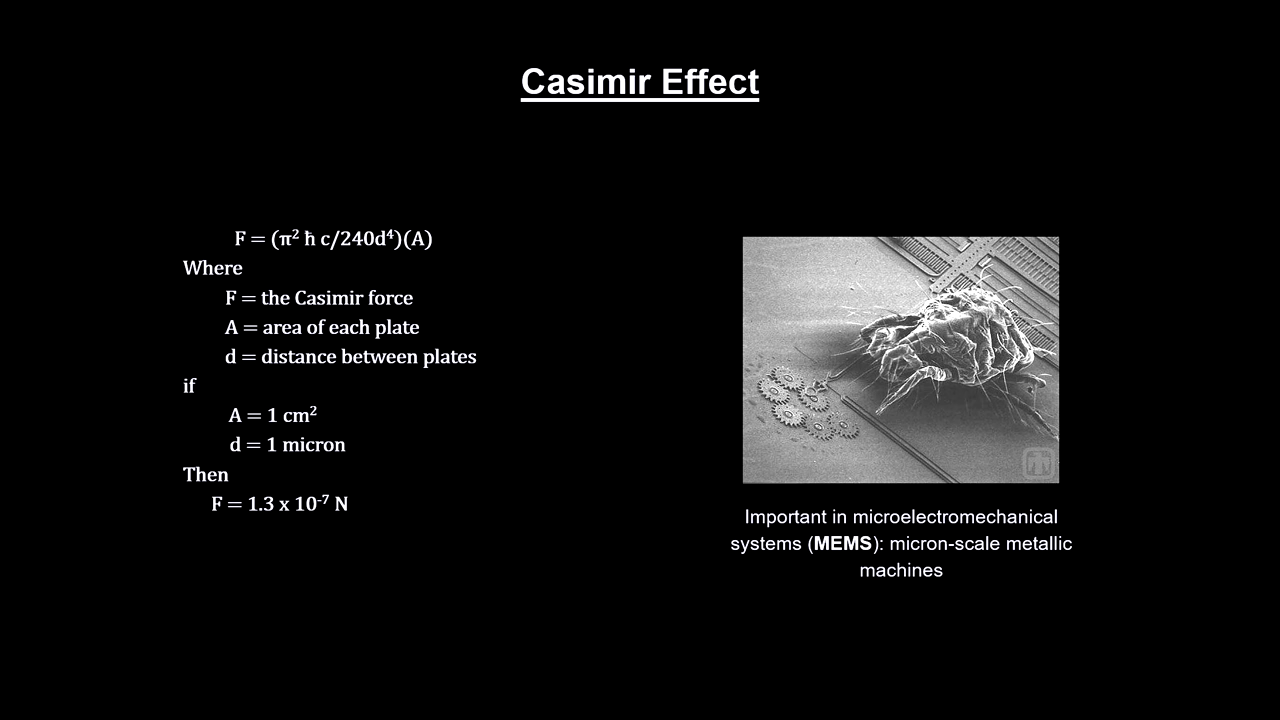 Casimir Effect
F = (π² ħ c/240d⁴)(A)
Where
F = the Casimir force
A = area of each plate
d = distance between plates
if
A = 1 cm²
d = 1 micron
Then
F = 1.3 x 10⁻⁷ N
Important in microelectromechanical
systems (MEMS): micron-scale metallic
machines